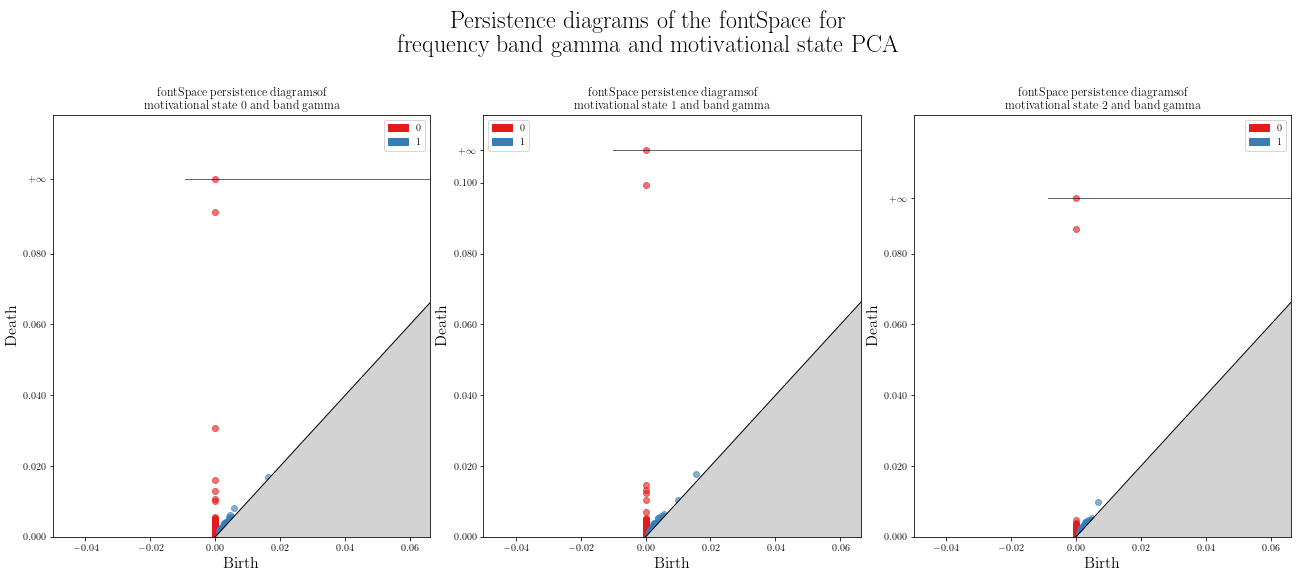 Persistence diagrams of the fontSpace for
frequency band gamma and motivational state PCA
fontSpace persistence diagramsof
motivational state 0 and band gamma
0
1
+∞
0.080
0.060
0.040
0.020
0.000
Death
−0.04 −0.02 0.00 0.02 0.04 0.06
Birth
fontSpace persistence diagramsof
motivational state 1 and band gamma
0
1
+∞
0.100
0.080
0.060
0.040
0.020
0.000
Death
−0.04 −0.02 0.00 0.02 0.04 0.06
Birth
fontSpace persistence diagramsof
motivational state 2 and band gamma
0
1
+∞
0.080
0.060
0.040
0.020
0.000
Death
−0.04 −0.02 0.00 0.02 0.04 0.06
Birth